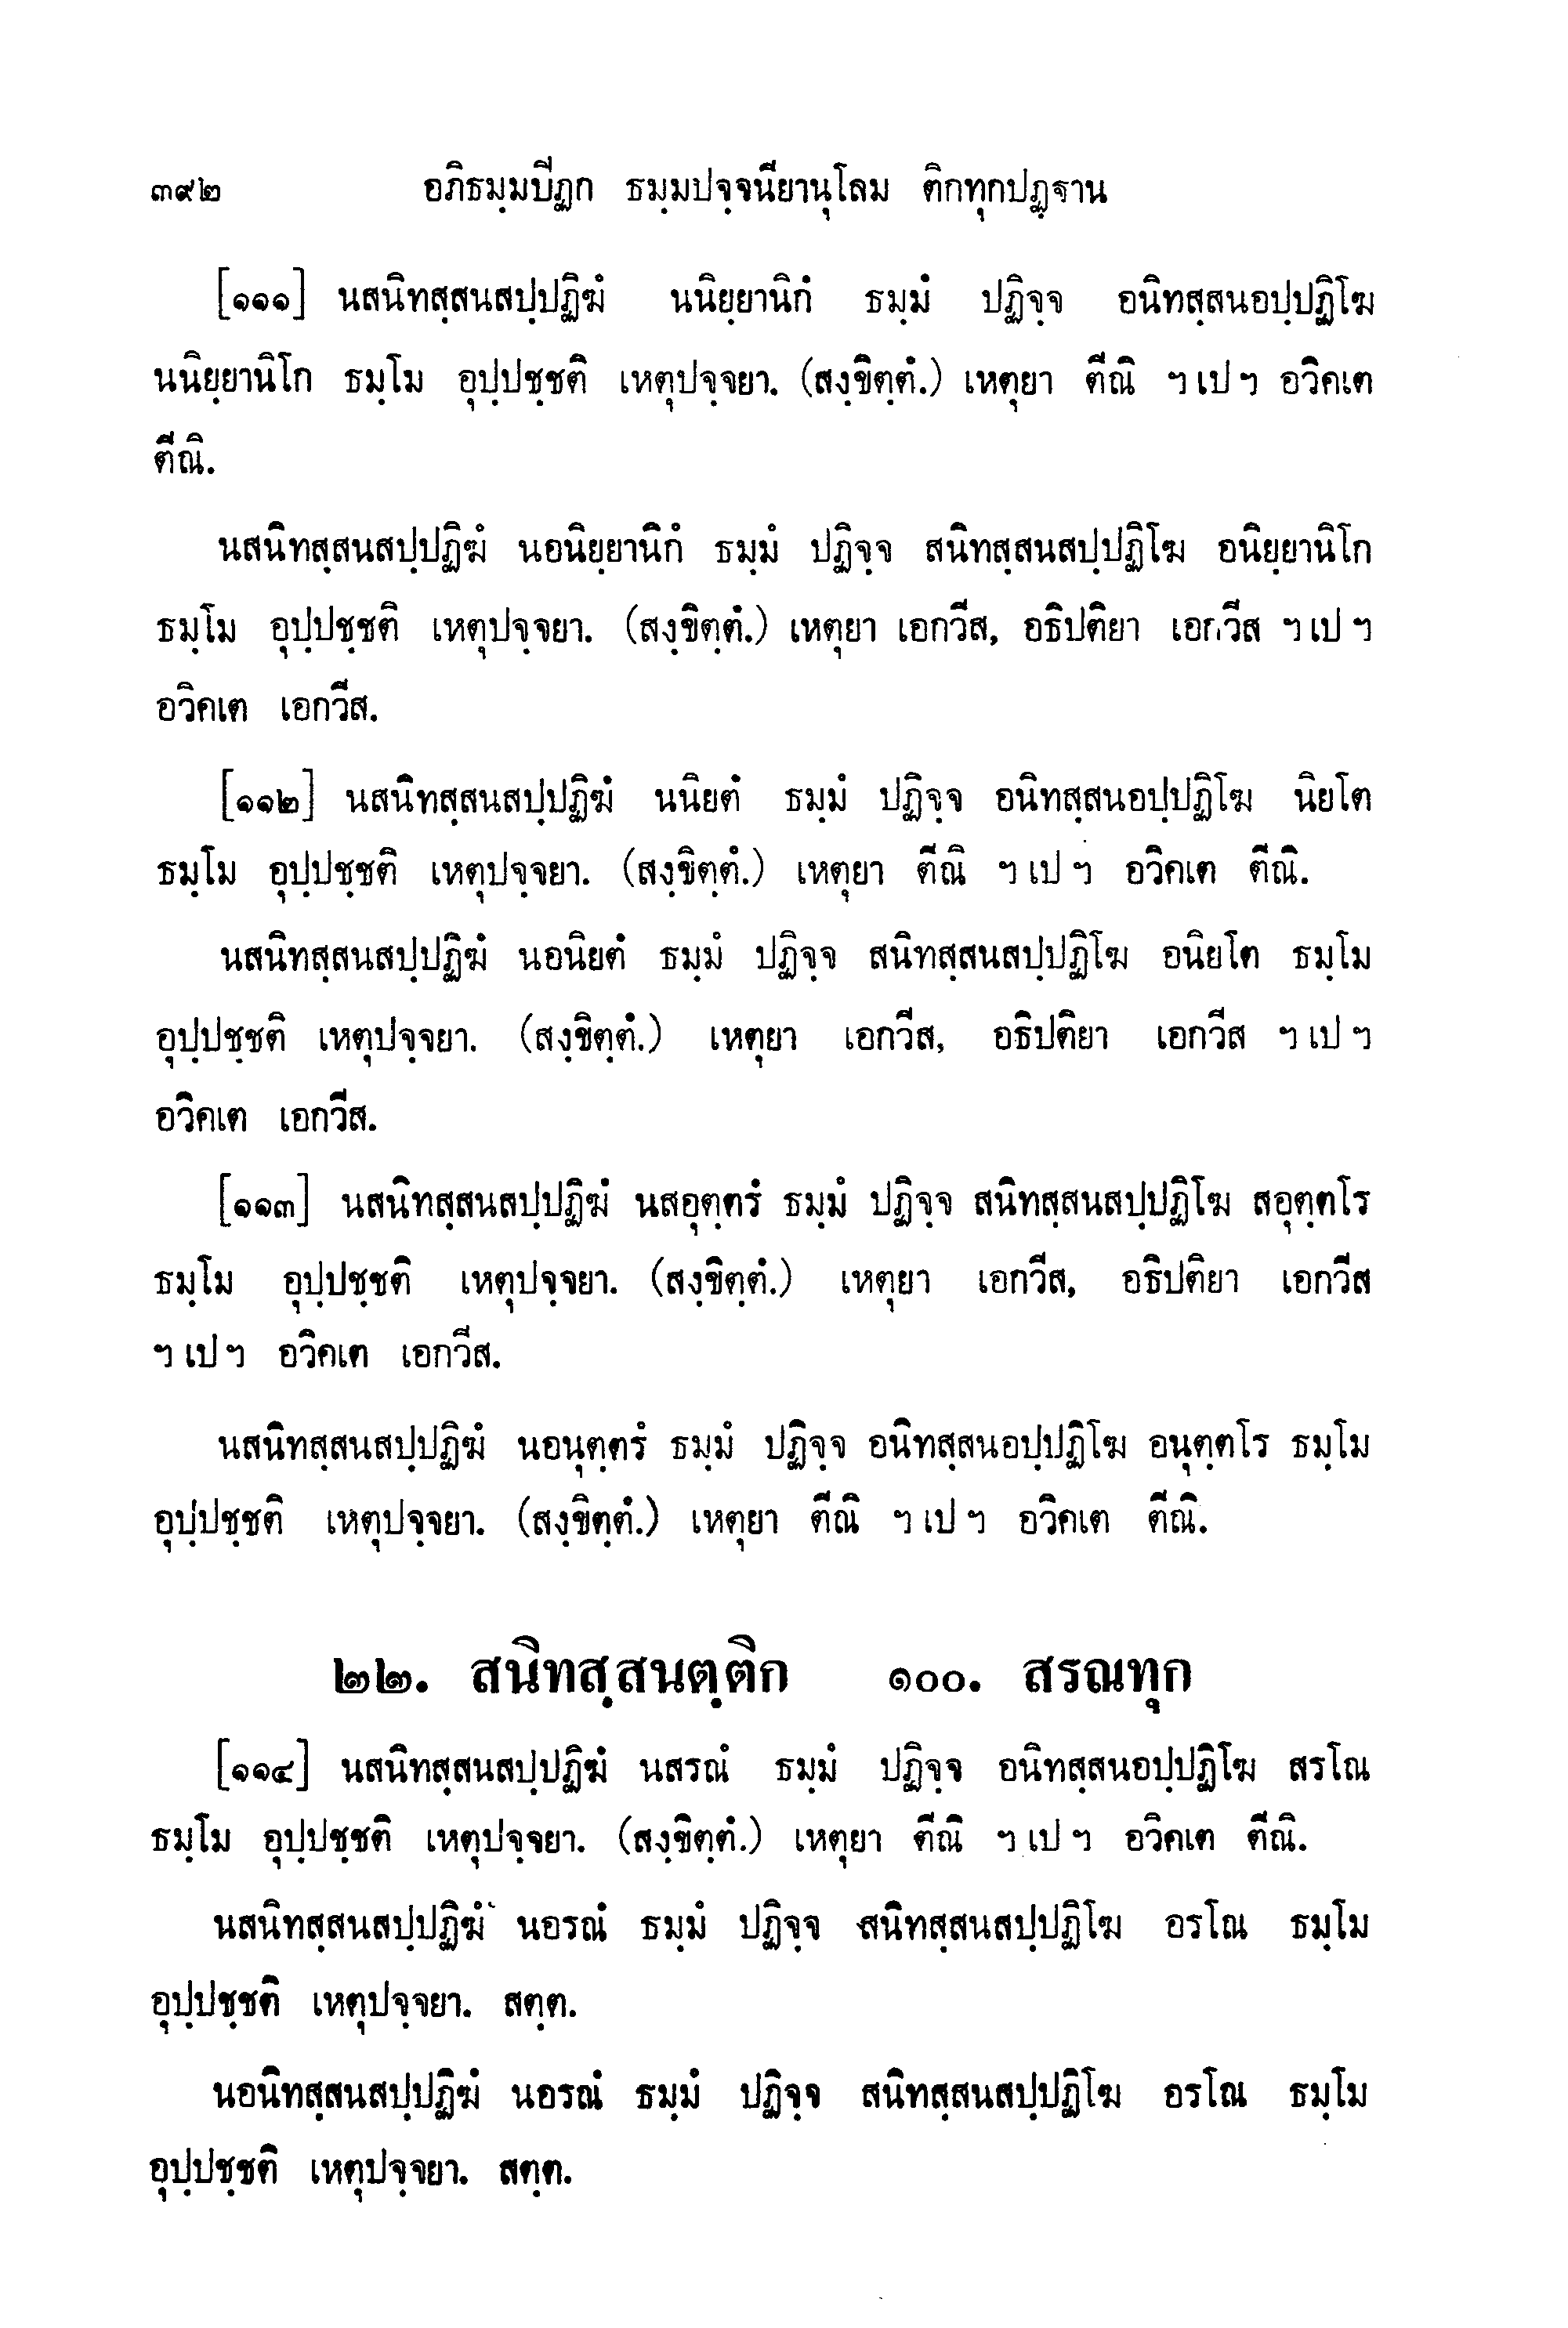 ๓๙๒ อภิธมฺมปีฏก ธมฺมปจฺจนียานุโลม ติกทุกปฏฺฐาน
[๑๑๑] นสนิทสฺสนสปฺปฏิฆํ นนิยฺยานิกํ ธมฺมํ ปฏิจฺจ อนิทสฺสนอปฺปฏิโฆ
นนิยฺยานิโก ธมฺโม อุปฺปชฺชติ เหตุปจฺจยา. (สงฺขิตฺตํ.) เหตุยา ตีณิ ฯเปฯ อวิคเต
ตีณิ.
นสนิทสฺสนสปฺปฏิฆํ นอนิยฺยานิกํ ธมฺมํ ปฏิจฺจ สนิทสฺสนสปฺปฏิโฆ อนิยฺยานิโก
ธมฺโม อุปฺปชฺชติ เหตุปจฺจยา. (สงฺขิตฺตํ.) เหตุยา เอกวีส, อธิปติยา เอกวีส ฯเปฯ
อวิคเต เอกวีส.
[๑๑๒] นสนิทสฺสนสปฺปฏิฆํ นนิยตํ ธมฺมํ ปฏิจฺจ อนิทสฺสนอปฺปฏิโฆ นิยโต
ธมฺโม อุปฺปชฺชติ เหตุปจฺจยา. (สงฺขิตฺตํ.) เหตุยา ตีณิ ฯเปฯ อวิคเต ตีณิ.
นสนิทสฺสนสปฺปฏิฆํ นอนิยตํ ธมฺมํ ปฏิจฺจ สนิทสฺสนสปฺปฏิโฆ อนิยโต ธมฺโม
อุปฺปชฺชติ เหตุปจฺจยา. (สงฺขิตฺตํ.) เหตุยา เอกวีส, อธิปติยา เอกวีส ฯเปฯ
อวิคเต เอกวีส.
[๑๑๓] นสนิทสฺสนสปฺปฏิฆํ นสอุตฺตรํ ธมฺมํ ปฏิจฺจ สนิทสฺสนสปฺปฏิโฆ สอุตฺตโร
ธมฺโม อุปฺปชฺชติ เหตุปจฺจยา. (สงฺขิตฺตํ.) เหตุยา เอกวีส, อธิปติยา เอกวีส
ฯเปฯ อวิคเต เอกวีส.
นสนิทสฺสนสปฺปฏิฆํ นอนุตฺตรํ ธมฺมํ ปฏิจฺจ อนิทสฺสนอปฺปฏิโฆ อนุตฺตโร ธมฺโม
อุปฺปชฺชติ เหตุปจฺจยา. (สงฺขิตฺตํ.) เหตุยา ตีณิ ฯเปฯ อวิคเต ตีณิ.
๒๒. สนิทสฺสนตฺติก ๑๐๐. สรณทุก
[๑๑๔] นสนิทสฺสนสปฺปฏิฆํ นสรณํ ธมฺมํ ปฏิจฺจ อนิทสฺสนอปฺปฏิโฆ สรโณ
ธมฺโม อุปฺปชฺชติ เหตุปจฺจยา. (สงฺขิตฺตํ.) เหตุยา ตีณิ ฯเปฯ อวิคเต ตีณิ.
นสนิทสฺสนสปฺปฏิฆํ นอรณํ ธมฺมํ ปฏิจฺจ สนิทสฺสนสปฺปฏิโฆ อรโณ ธมฺโม
อุปฺปชฺชติ เหตุปจฺจยา. สตฺต.
นอนิทสฺสนสปฺปฏิฆํ นอรณํ ธมฺมํ ปฏิจฺจ สนิทสฺสนสปฺปฏิโฆ อรโณ ธมฺโม
อุปฺปชฺชติ เหตุปจฺจยา. สตฺต.